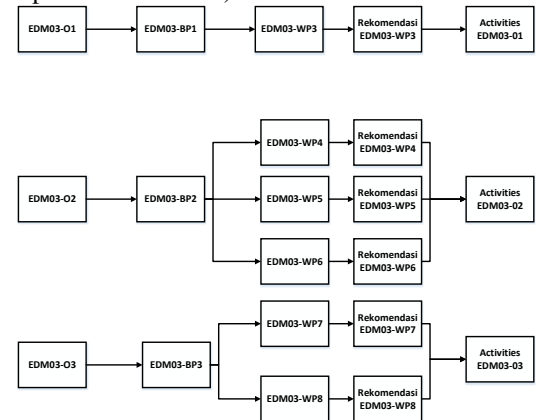 EDM03-O1
EDM03-BP1
EDM03-WP3
Rekomendasi
EDM03-WP3
Activities
EDM03-01
EDM03-O2
EDM03-BP2
EDM03-WP4
Rekomendasi
EDM03-WP4
EDM03-WP5
Rekomendasi
EDM03-WP5
EDM03-WP6
Rekomendasi
EDM03-WP6
Activities
EDM03-02
EDM03-O3
EDM03-BP3
EDM03-WP7
Rekomendasi
EDM03-WP7
EDM03-WP8
Rekomendasi
EDM03-WP8
Activities
EDM03-03